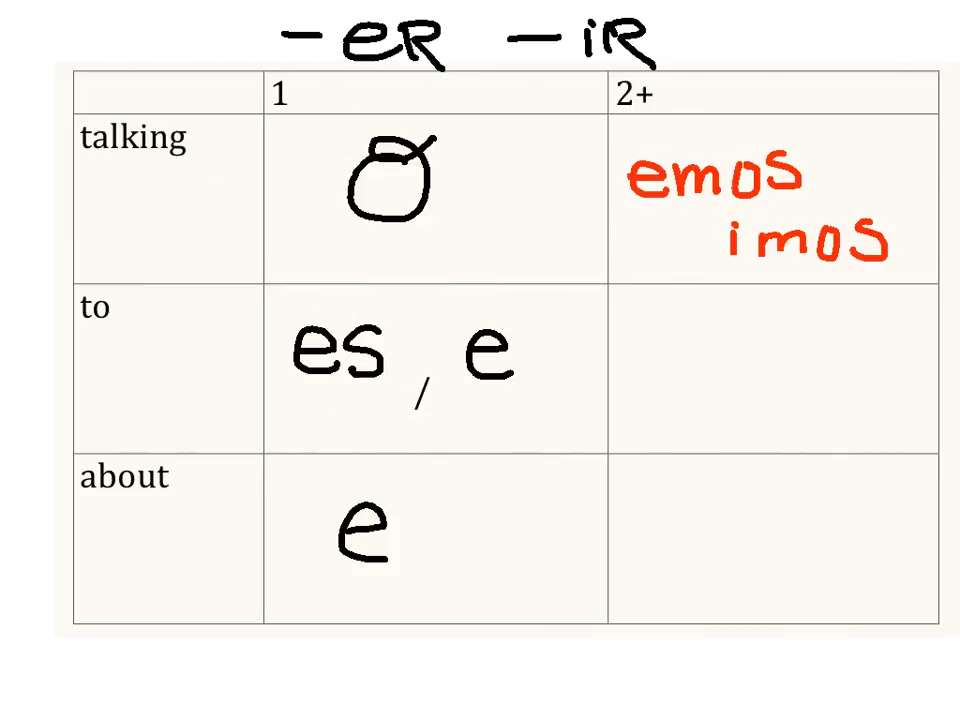 -eR -iR
1 2+
talking o emos
imos
to es / e
about e